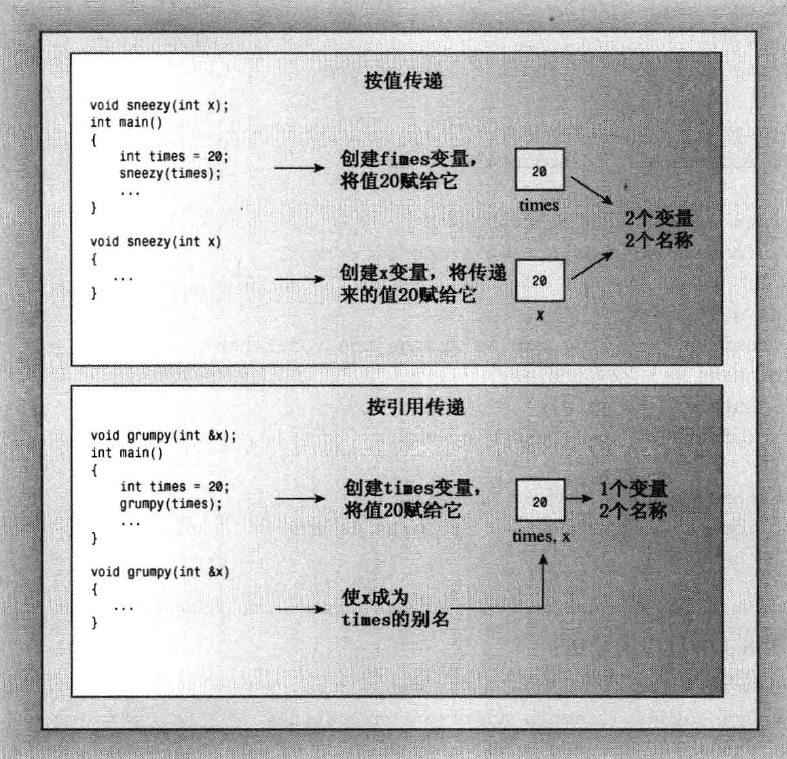 按值传递
void sneezy(int x);
int main()
{
int times = 20;
sneezy(times);
...
}
创建fimes变量，
将值20赋给它
20
times
2个变量
2个名称
void sneezy(int x)
{
...
}
创建x变量，将传递
来的值20赋给它
20
x
按引用传递
void grumpy(int &x);
int main()
{
int times = 20;
grumpy(times);
...
}
创建times变量，
将值20赋给它
20
times, x
1个变量
2个名称
void grumpy(int &x)
{
...
}
使x成为
times的别名